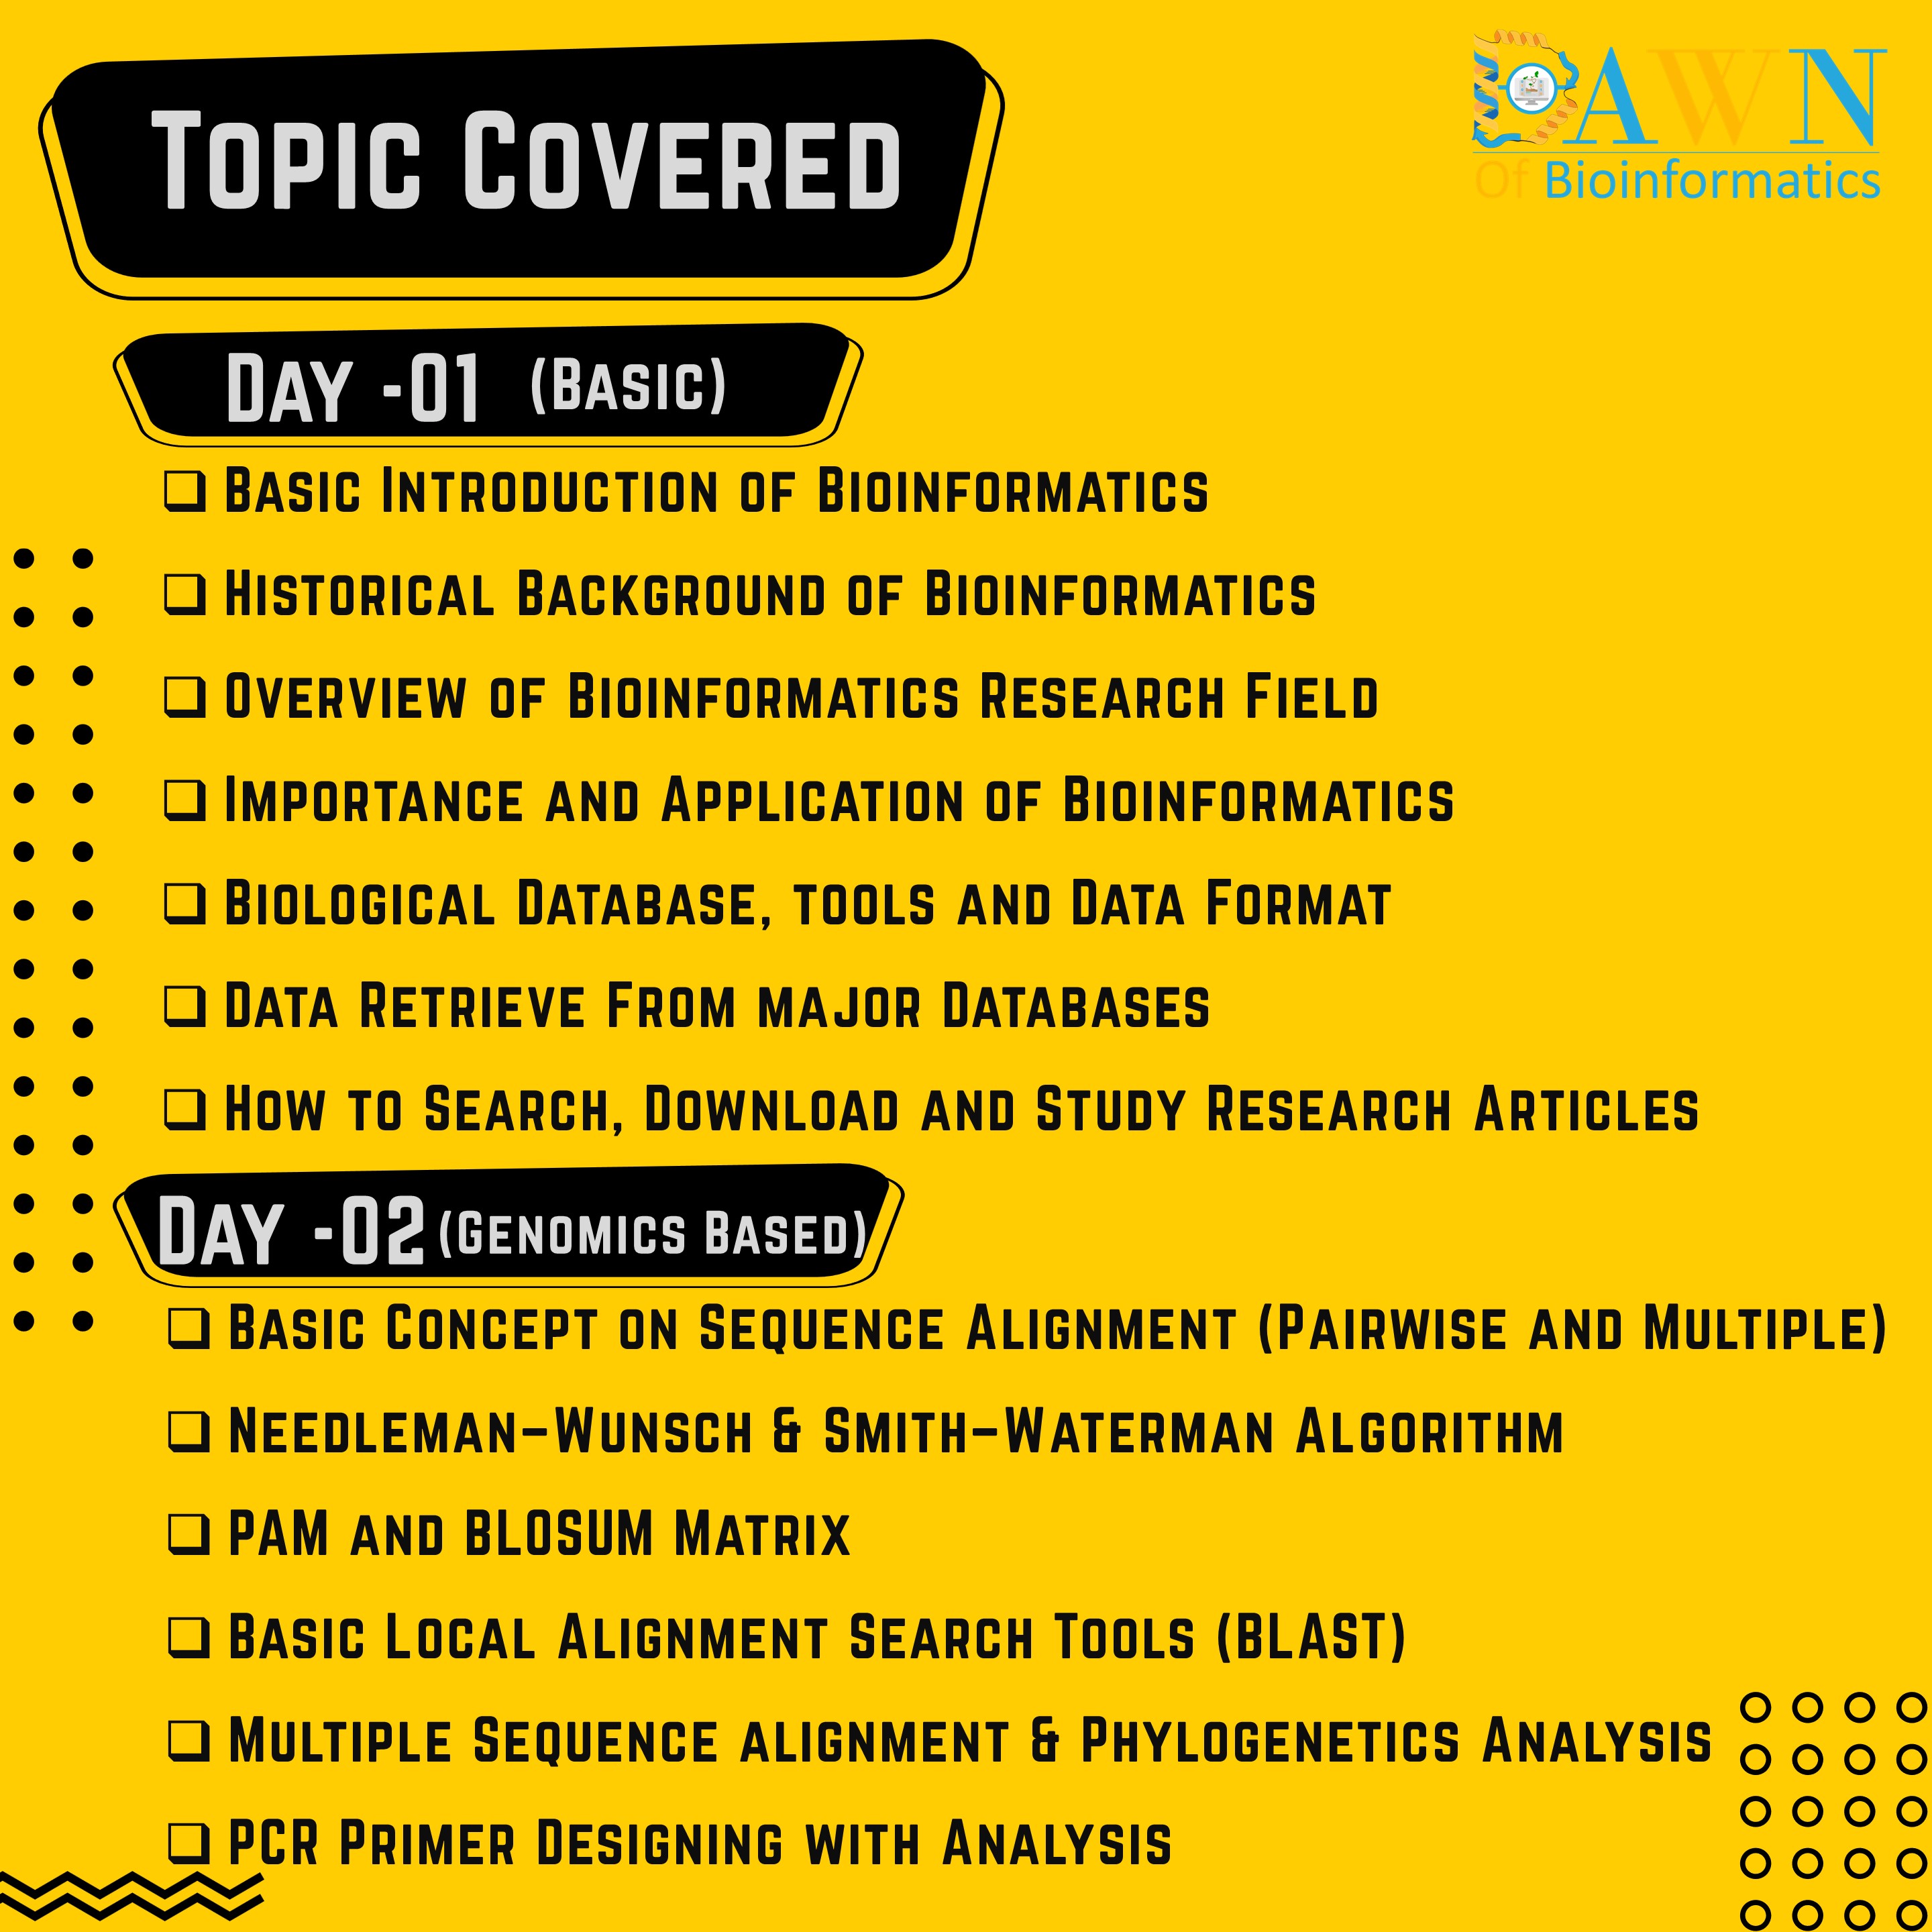 Topic Covered
DAWN
Of Bioinformatics
Day -01 (Basic)
Basic Introduction of Bioinformatics
Historical Background of Bioinformatics
Overview of Bioinformatics Research Field
Importance and Application of Bioinformatics
Biological Database, tools and Data Format
Data Retrieve From major Databases
How to Search, Download and Study Research Articles
Day -02 (Genomics Based)
Basic Concept on Sequence Alignment (Pairwise and Multiple)
Needleman–Wunsch & Smith–Waterman Algorithm
PAM and BLOSUM Matrix
Basic Local Alignment Search Tools (BLAST)
Multiple Sequence alignment & Phylogenetics Analysis
PCR Primer Designing with Analysis